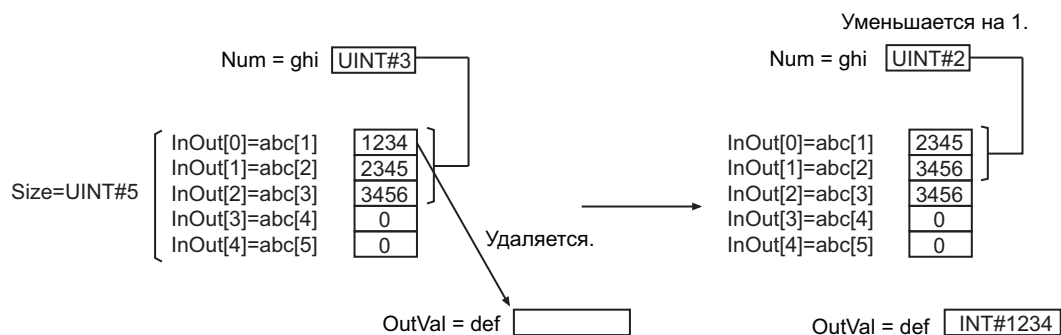 Уменьшается на 1.
Num = ghi UINT#3
Num = ghi UINT#2
Size=UINT#5
InOut[0]=abc[1] 1234
InOut[1]=abc[2] 2345
InOut[2]=abc[3] 3456
InOut[3]=abc[4] 0
InOut[4]=abc[5] 0
InOut[0]=abc[1] 2345
InOut[1]=abc[2] 3456
InOut[2]=abc[3] 3456
InOut[3]=abc[4] 0
InOut[4]=abc[5] 0
Удаляется.
OutVal = def
OutVal = def INT#1234